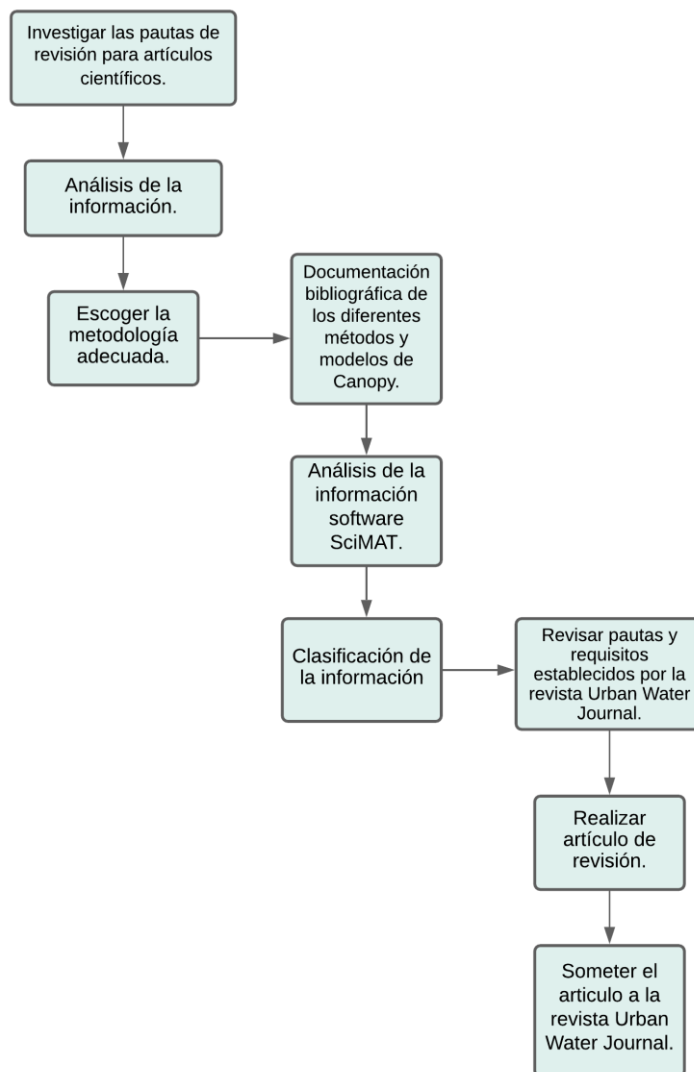 Investigar las pautas de
revisión para artículos
científicos.
Análisis de la
información.
Escoger la
metodología
adecuada.
Documentación
bibliográfica de
los diferentes
métodos y
modelos de
Canopy.
Análisis de la
información
software
SciMAT.
Clasificación de
la información
Revisar pautas y
requisitos
establecidos por la
revista Urban Water
Journal.
Realizar
artículo de
revisión.
Someter el
articulo a la
revista Urban
Water Journal.